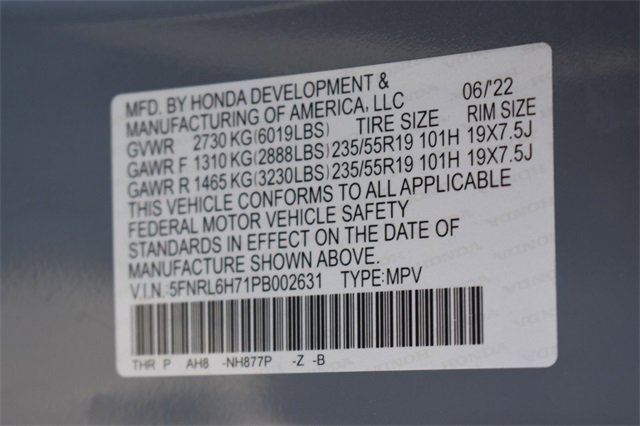 MFD. BY HONDA DEVELOPMENT & 06/'22
MANUFACTURING OF AMERICA, LLC
GVWR 2730 KG(6019LBS) TIRE SIZE RIM SIZE
GAWR F 1310 KG(2888LBS) 235/55R19 101H 19X7.5J
GAWR R 1465 KG(3230LBS) 235/55R19 101H 19X7.5J
THIS VEHICLE CONFORMS TO ALL APPLICABLE
FEDERAL MOTOR VEHICLE SAFETY
STANDARDS IN EFFECT ON THE DATE OF
MANUFACTURE SHOWN ABOVE.
V.I.N.:5FNRL6H71PB002631 TYPE:MPV
THR P AH8 -NH877P -Z -B